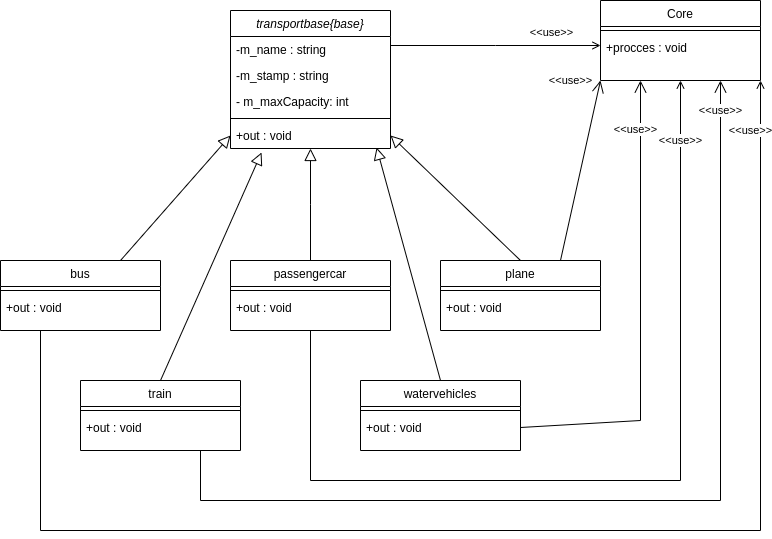 transportbase{base}
-m_name : string
-m_stamp : string
- m_maxCapacity: int
+out : void
Core
+procces : void
<<use>>
<<use>>
<<use>>
<<use>>
<<use>>
<<use>>
bus
+out : void
passengercar
+out : void
plane
+out : void
train
+out : void
watervehicles
+out : void